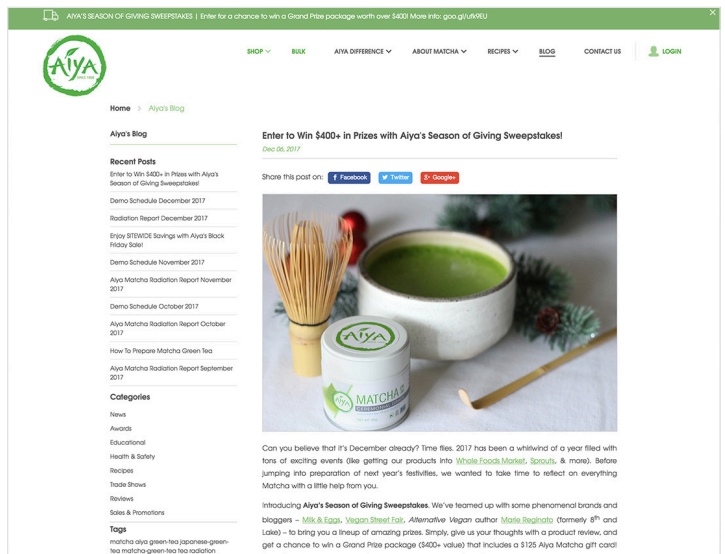 AIYA'S SEASON OF GIVING SWEEPSTAKES | Enter for a chance to win a Grand Prize package worth over $400! More info: goo.gl/ufk9EU
AIYA
SINCE 1888
SHOP
BULK
AIYA DIFFERENCE
ABOUT MATCHA
RECIPES
BLOG
CONTACT US
LOGIN
Home > Aiya's Blog
Aiya's Blog
Recent Posts
Enter to Win $400+ in Prizes with Aiya's
Season of Giving Sweepstakes!
Demo Schedule December 2017
Radiation Report December 2017
Enjoy SITEWIDE Savings with Aiya's Black
Friday Sale!
Demo Schedule November 2017
Aiya Matcha Radiation Report November
2017
Demo Schedule October 2017
Aiya Matcha Radiation Report October
2017
How To Prepare Matcha Green Tea
Aiya Matcha Radiation Report September
2017
Categories
News
Awards
Educational
Health & Safety
Recipes
Trade Shows
Reviews
Sales & Promotions
Tags
matcha aiya green-tea japanese-green-
tea matcha-green-tea tea radiation
Enter to Win $400+ in Prizes with Aiya's Season of Giving Sweepstakes!
Dec 06, 2017
Share this post on:
Facebook
Twitter
Google+
AIYA
AIYA
MATCHA
CEREMONIAL
Can you believe that it's December already? Time flies. 2017 has been a whirlwind of a year filled with
tons of exciting events (like getting our products into Whole Foods Market, Sprouts, & more). Before
jumping into preparation of next year's festivities, we wanted to take time to reflect on everything
Matcha with a little help from you.
Introducing Aiya's Season of Giving Sweepstakes. We've teamed up with some phenomenal brands and
bloggers – Milk & Eggs, Vegan Street Fair, Alternative Vegan author Marie Reginato (formerly 8th and
Lake) – to bring you a lineup of amazing prizes. Simply, give us your thoughts with a product review, and
get a chance to win a Grand Prize package ($400+ value) that includes a $125 Aiya Matcha gift card!